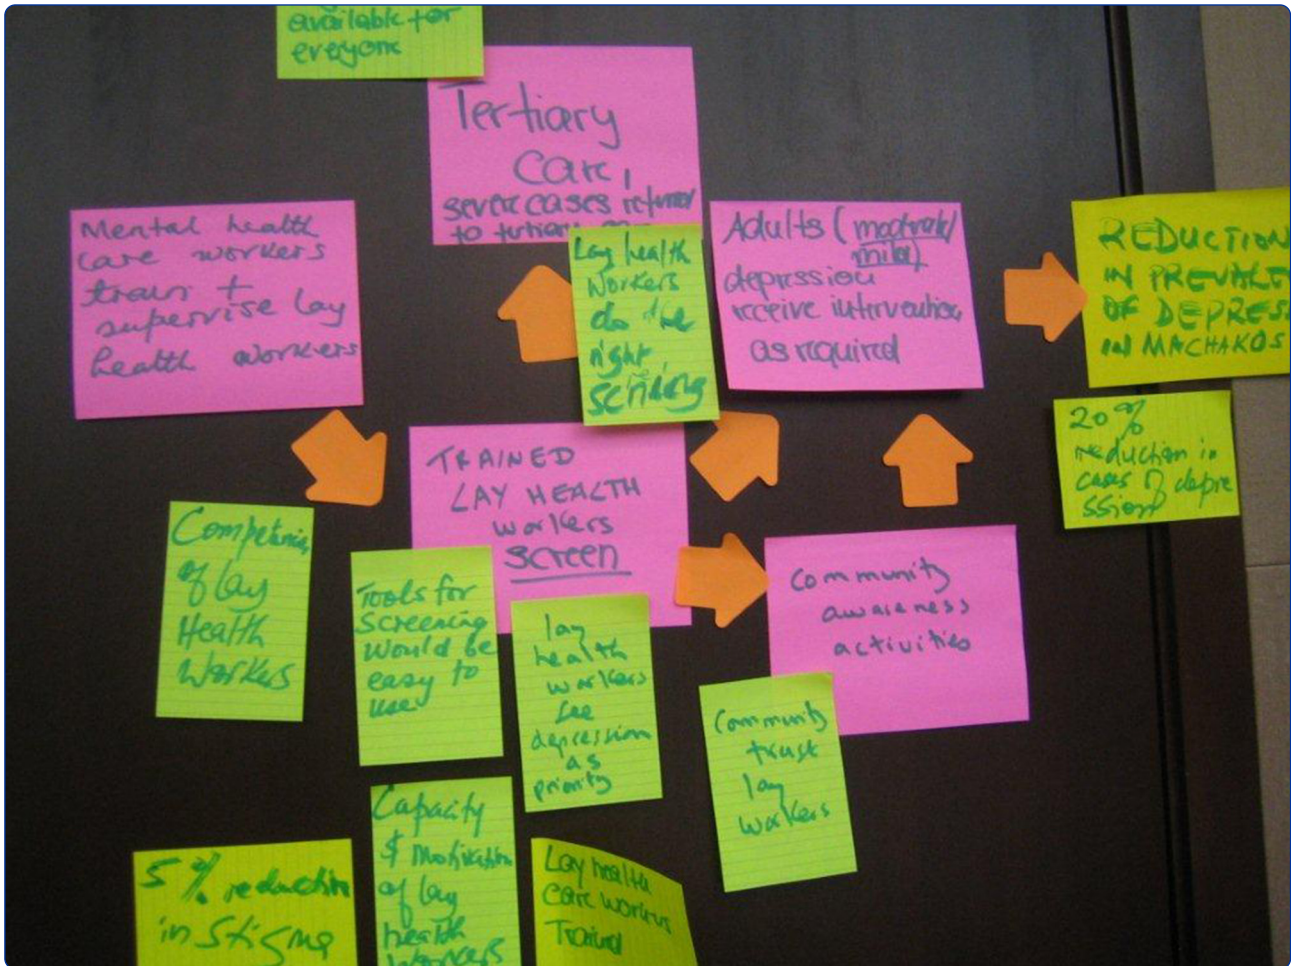 available for
everyone
Tertiary
Care,
severe cases referred
to
Mental health
care workers
train +
supervise lay
health workers
Lay health
workers
do the
right
Adults (moderate/
mild)
depression
receive intervention
as required
REDUCTION
IN PREVALE
OF DEPRES
IN MACHAKOS
20%
reduction in
cases of depre
ssion
TRAINED
LAY HEALTH
workers
screen
Competencies
of lay
Health
Workers
Tools for
Screening
would be
easy to
use
lay
health
workers
see
depression
as
priority
Community
awareness
activities
Community
trust
lay
workers
Capacity
& motivation
of lay
health
workers
5% reduction
in stigma
Lay health
care workers
Trained